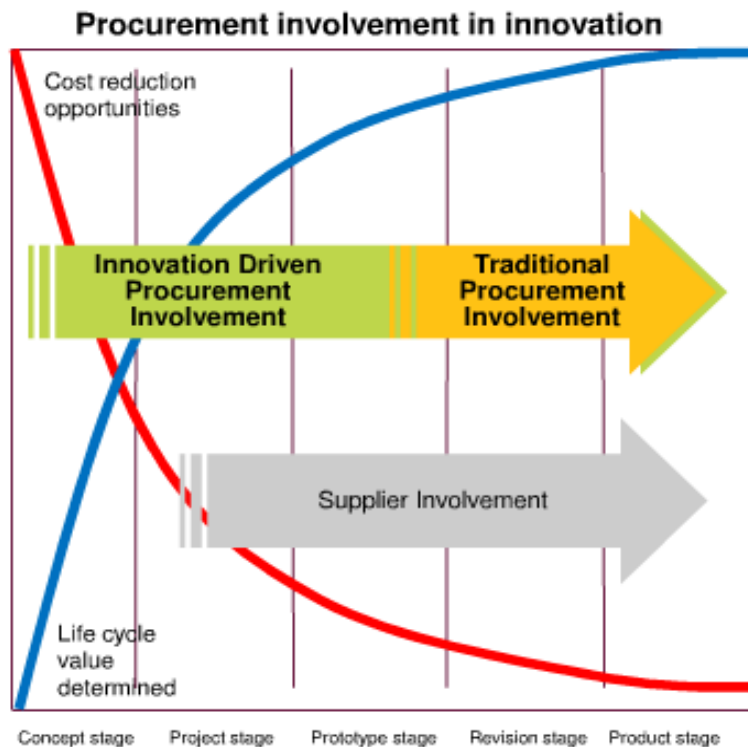 Procurement involvement in innovation
Cost reduction
opportunities
Innovation Driven
Procurement
Involvement
Traditional
Procurement
Involvement
Supplier Involvement
Life cycle
value
determined
Concept stage
Project stage
Prototype stage
Revision stage
Product stage